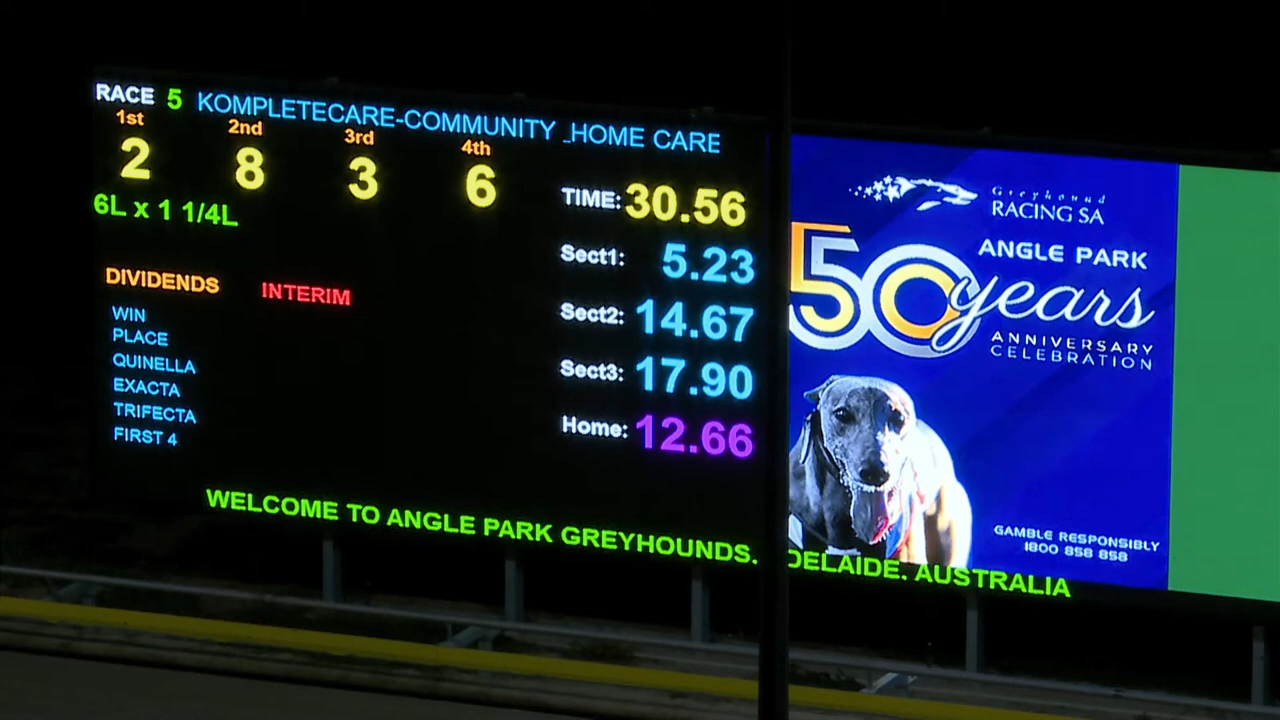 RACE 5 KOMPLETECARE-COMMUNITY _HOME CARE
1st 2nd 3rd 4th
2 8 3 6
6L x 1 1/4L
TIME: 30.56
Sect1: 5.23
Sect2: 14.67
Sect3: 17.90
Home: 12.66
DIVIDENDS INTERIM
WIN
PLACE
QUINELLA
EXACTA
TRIFECTA
FIRST 4
Greyhound
RACING SA
ANGLE PARK
50 years
ANNIVERSARY
CELEBRATION
GAMBLE RESPONSIBLY
1800 858 858
WELCOME TO ANGLE PARK GREYHOUNDS. DELAIDE. AUSTRALIA